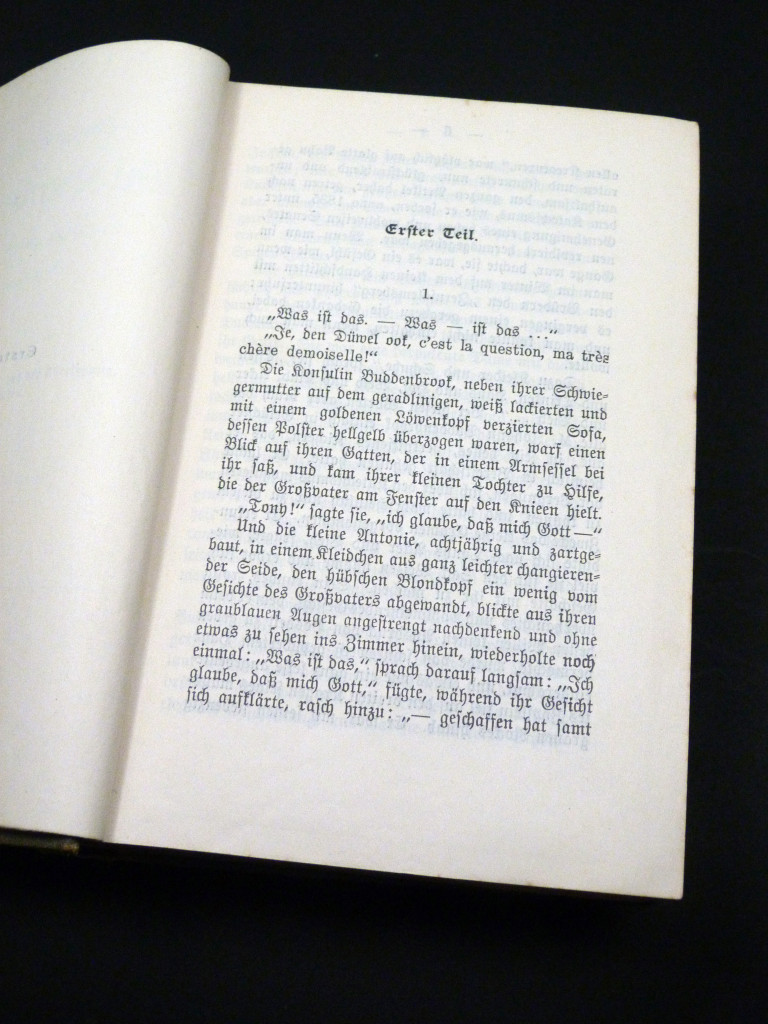 Erster Teil.
1.
„Was ist das. — Was — ist das ...“
„Je, den Düwel ook, c'est la question, ma très
chère demoiselle!“
Die Konsulin Buddenbrook, neben ihrer Schwie-
germutter auf dem geradlinigen, weiß lackierten und
mit einem goldenen Löwenkopf verzierten Sofa,
dessen Polster hellgelb überzogen waren, warf einen
Blick auf ihren Gatten, der in einem Armsessel bei
ihr saß, und kam ihrer kleinen Tochter zu Hilfe,
die der Großvater am Fenster auf den Knieen hielt.
„Tony!“ sagte sie, „ich glaube, daß mich Gott —“
Und die kleine Antonie, achtjährig und zartge-
baut, in einem Kleidchen aus ganz leichter changieren-
der Seide, den hübschen Blondkopf ein wenig vom
Gesichte des Großvaters abgewandt, blickte aus ihren
graublauen Augen angestrengt nachdenkend und ohne
etwas zu sehen ins Zimmer hinein, wiederholte noch
einmal: „Was ist das,“ sprach darauf langsam: „Ich
glaube, daß mich Gott,“ fügte, während ihr Gesicht
sich aufklärte, rasch hinzu: „— geschaffen hat samt